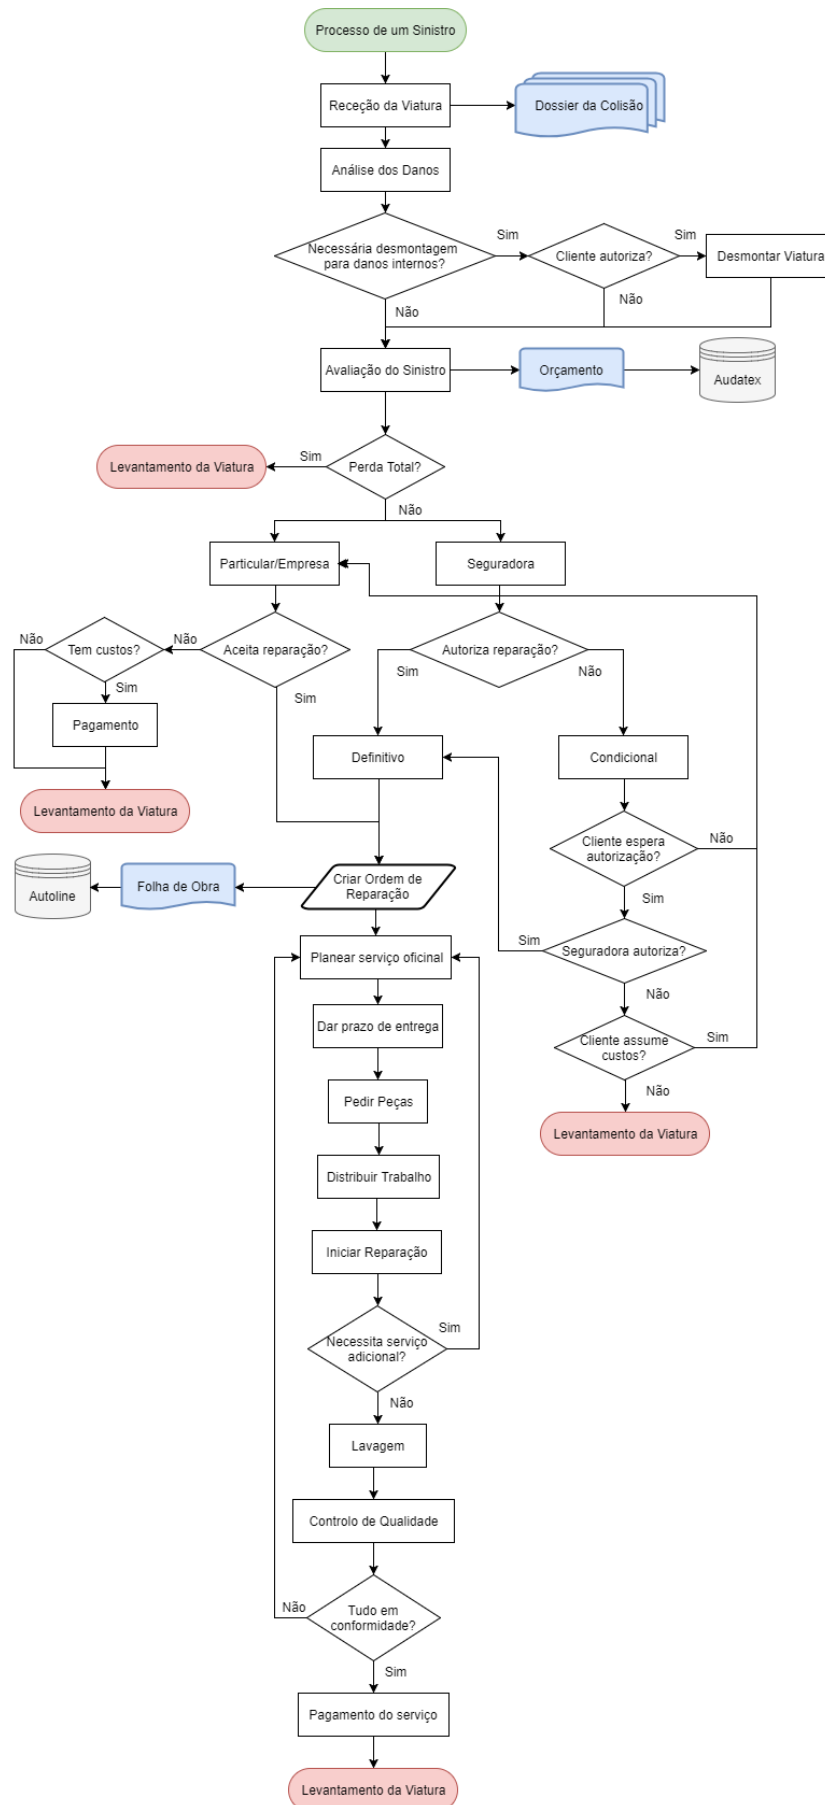 Processo de um Sinistro
Receção da Viatura
Dossier da Colisão
Análise dos Danos
Necessária desmontagem
para danos internos?
Sim
Cliente autoriza?
Sim
Desmontar Viatura
Não
Não
Avaliação do Sinistro
Orçamento
Audatex
Perda Total?
Sim
Levantamento da Viatura
Não
Particular/Empresa
Seguradora
Não
Tem custos?
Não
Aceita reparação?
Autoriza reparação?
Sim
Sim
Sim
Não
Pagamento
Definitivo
Condicional
Levantamento da Viatura
Cliente espera
autorização?
Não
Criar Ordem de
Reparação
Folha de Obra
Autoline
Sim
Planear serviço oficinal
Sim
Seguradora autoriza?
Não
Dar prazo de entrega
Cliente assume
custos?
Sim
Não
Pedir Peças
Levantamento da Viatura
Distribuir Trabalho
Iniciar Reparação
Necessita serviço
adicional?
Sim
Não
Lavagem
Controlo de Qualidade
Tudo em
conformidade?
Não
Sim
Pagamento do serviço
Levantamento da Viatura